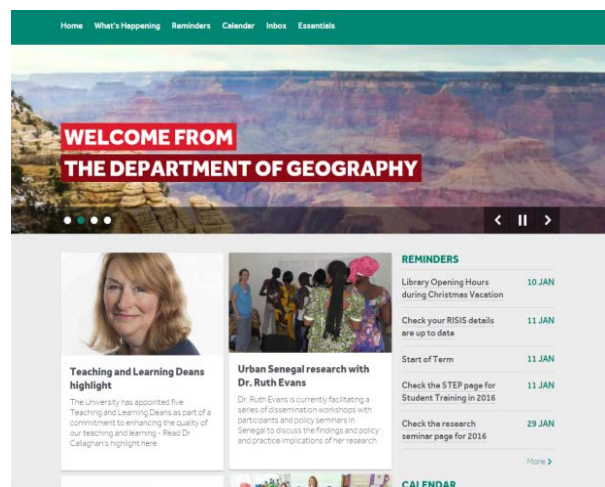 Home What's Happening Reminders Calendar Inbox Essentials
WELCOME FROM
THE DEPARTMENT OF GEOGRAPHY
Teaching and Learning Deans
highlight
The University has appointed five
Teaching and Learning Deans as part of a
commitment to enhancing the quality of
our teaching and learning - Read Dr
Callaghan's highlight here
Urban Senegal research with
Dr. Ruth Evans
Dr. Ruth Evans is currently facilitating a
series of dissemination workshops with
participants and policy seminars in
Senegal to discuss the findings and policy
and practice implications of her research
REMINDERS
Library Opening Hours 10 JAN
during Christmas Vacation
Check your RISIS details 11 JAN
are up to date
Start of Term 11 JAN
Check the STEP page for 11 JAN
Student Training in 2016
Check the research 29 JAN
seminar page for 2016
More >
CALENDAR